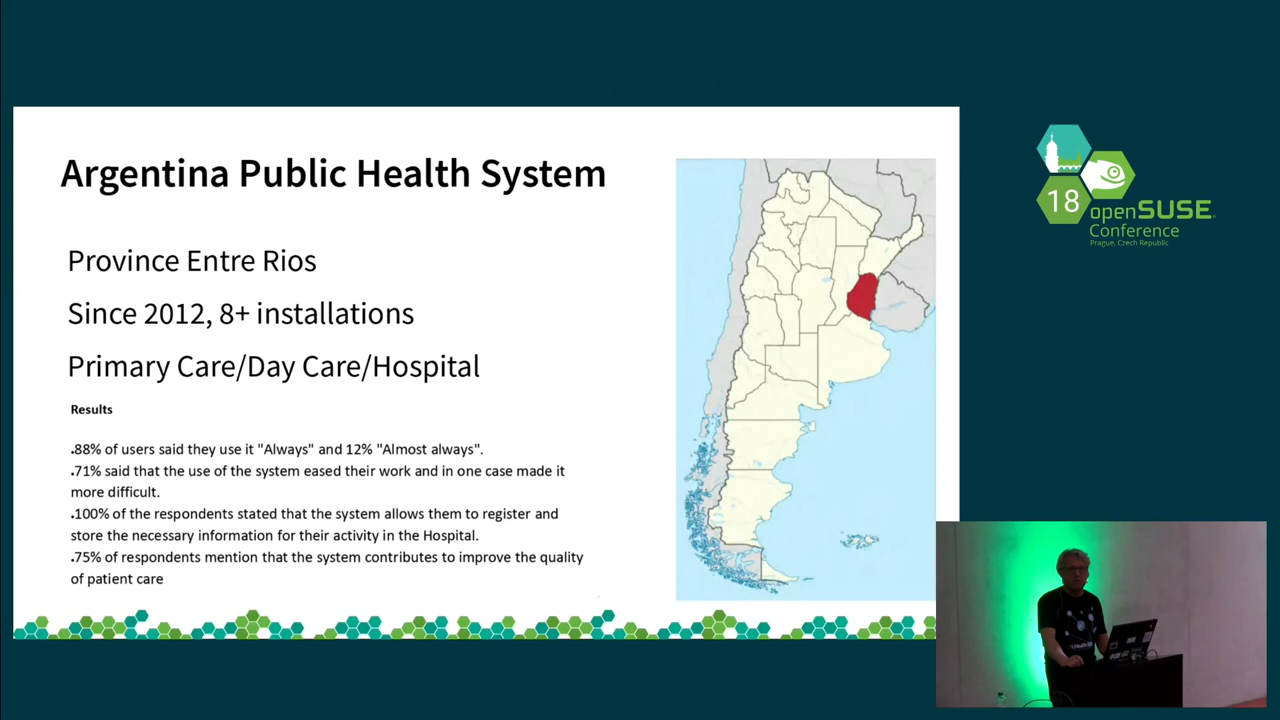 Argentina Public Health System
Province Entre Rios
Since 2012, 8+ installations
Primary Care/Day Care/Hospital
Results
.88% of users said they use it "Always" and 12% "Almost always".
.71% said that the use of the system eased their work and in one case made it
more difficult.
.100% of the respondents stated that the system allows them to register and
store the necessary information for their activity in the Hospital.
.75% of respondents mention that the system contributes to improve the quality
of patient care
18
openSUSE
Conference
Prague, Czech Republic